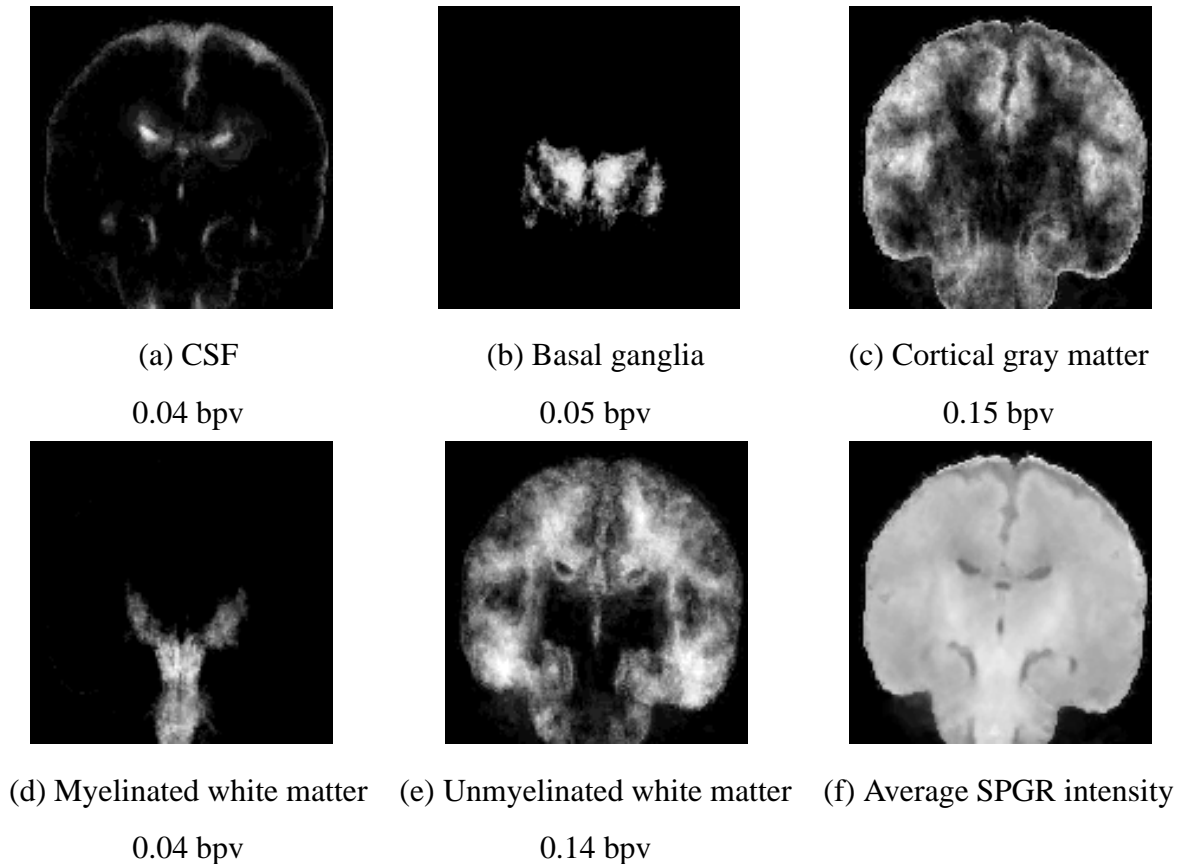 (a) CSF
(b) Basal ganglia
(c) Cortical gray matter
0.04 bpv
0.05 bpv
0.15 bpv
(d) Myelinated white matter
(e) Unmyelinated white matter
(f) Average SPGR intensity
0.04 bpv
0.14 bpv